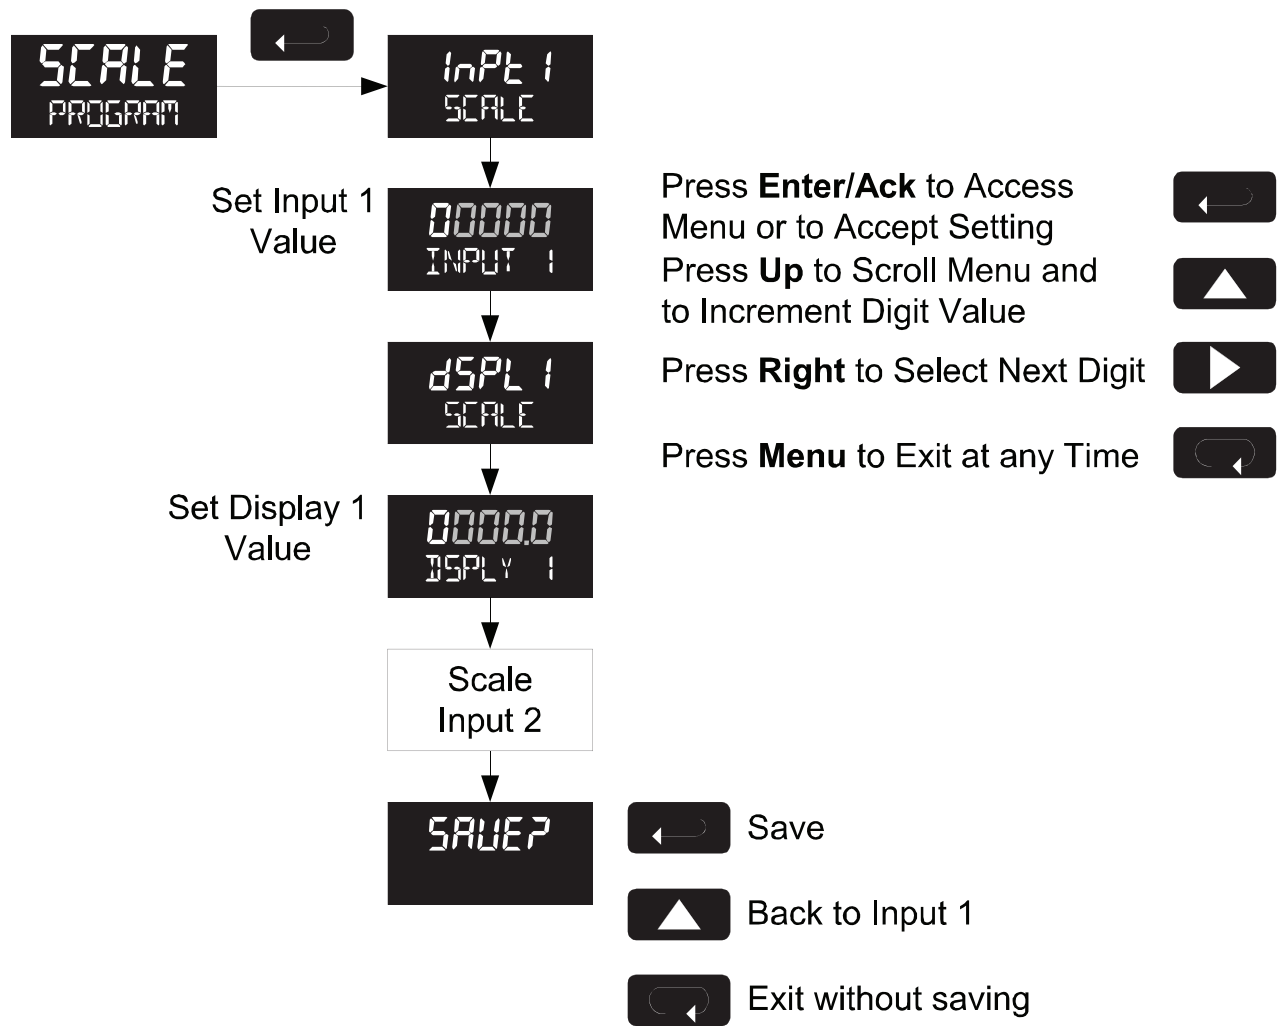 SCALE
PROGRAM
InPt 1
SCALE
Set Input 1
Value
00000
INPUT 1
dSPL 1
SCALE
Set Display 1
Value
0000.0
DSPLY 1
Scale
Input 2
SAVE?
Press Enter/Ack to Access
Menu or to Accept Setting
Press Up to Scroll Menu and
to Increment Digit Value
Press Right to Select Next Digit
Press Menu to Exit at any Time
Save
Back to Input 1
Exit without saving